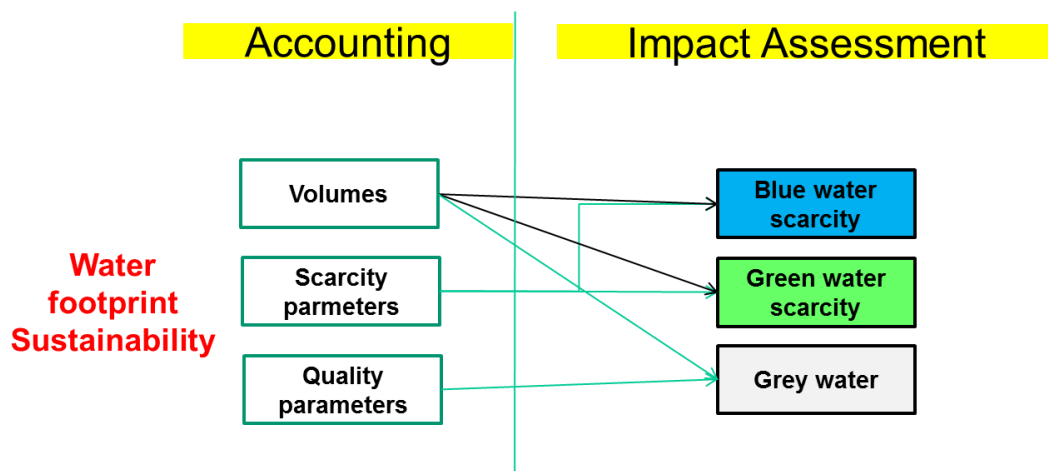 Accounting
Impact Assessment
Volumes
Blue water
scarcity
Water
footprint
Sustainability
Scarcity
parmeters
Green water
scarcity
Quality
parameters
Grey water